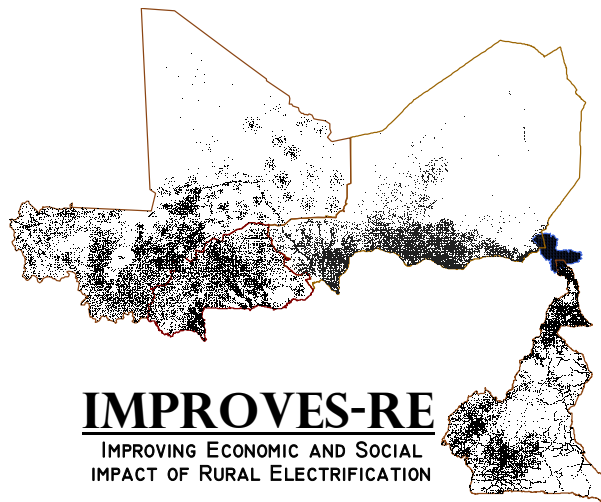 IMPROVES-RE
Improving Economic and Social
impact of Rural Electrification